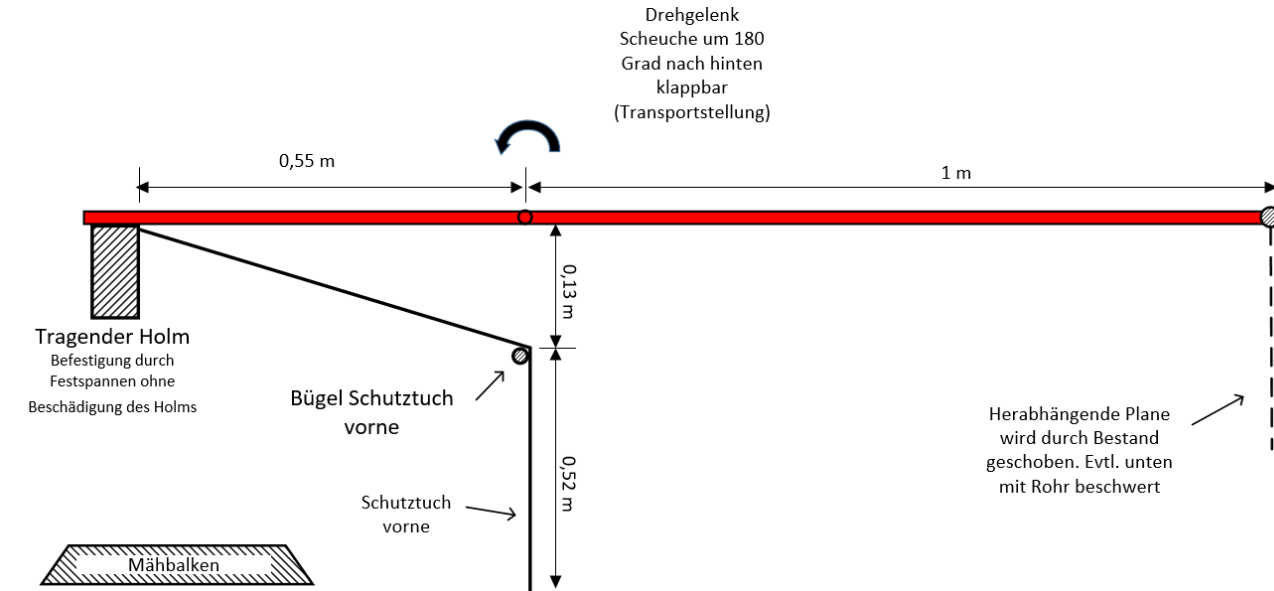 Drehgelenk
Scheuche um 180
Grad nach hinten
klappbar
(Transportstellung)
0,55 m
1 m
0,13 m
Tragender Holm
Befestigung durch
Festspannen ohne
Beschädigung des Holms
Bügel Schutztuch
vorne
Herabhängende Plane
wird durch Bestand
geschoben. Evtl. unten
mit Rohr beschwert
0,52 m
Schutztuch
vorne
Mähbalken